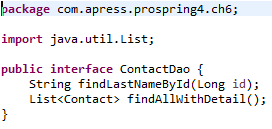 package com.apress.prospring4.ch6;
import java.util.List;
public interface ContactDao {
String findLastNameById(Long id);
List<Contact> findAllWithDetail();
}